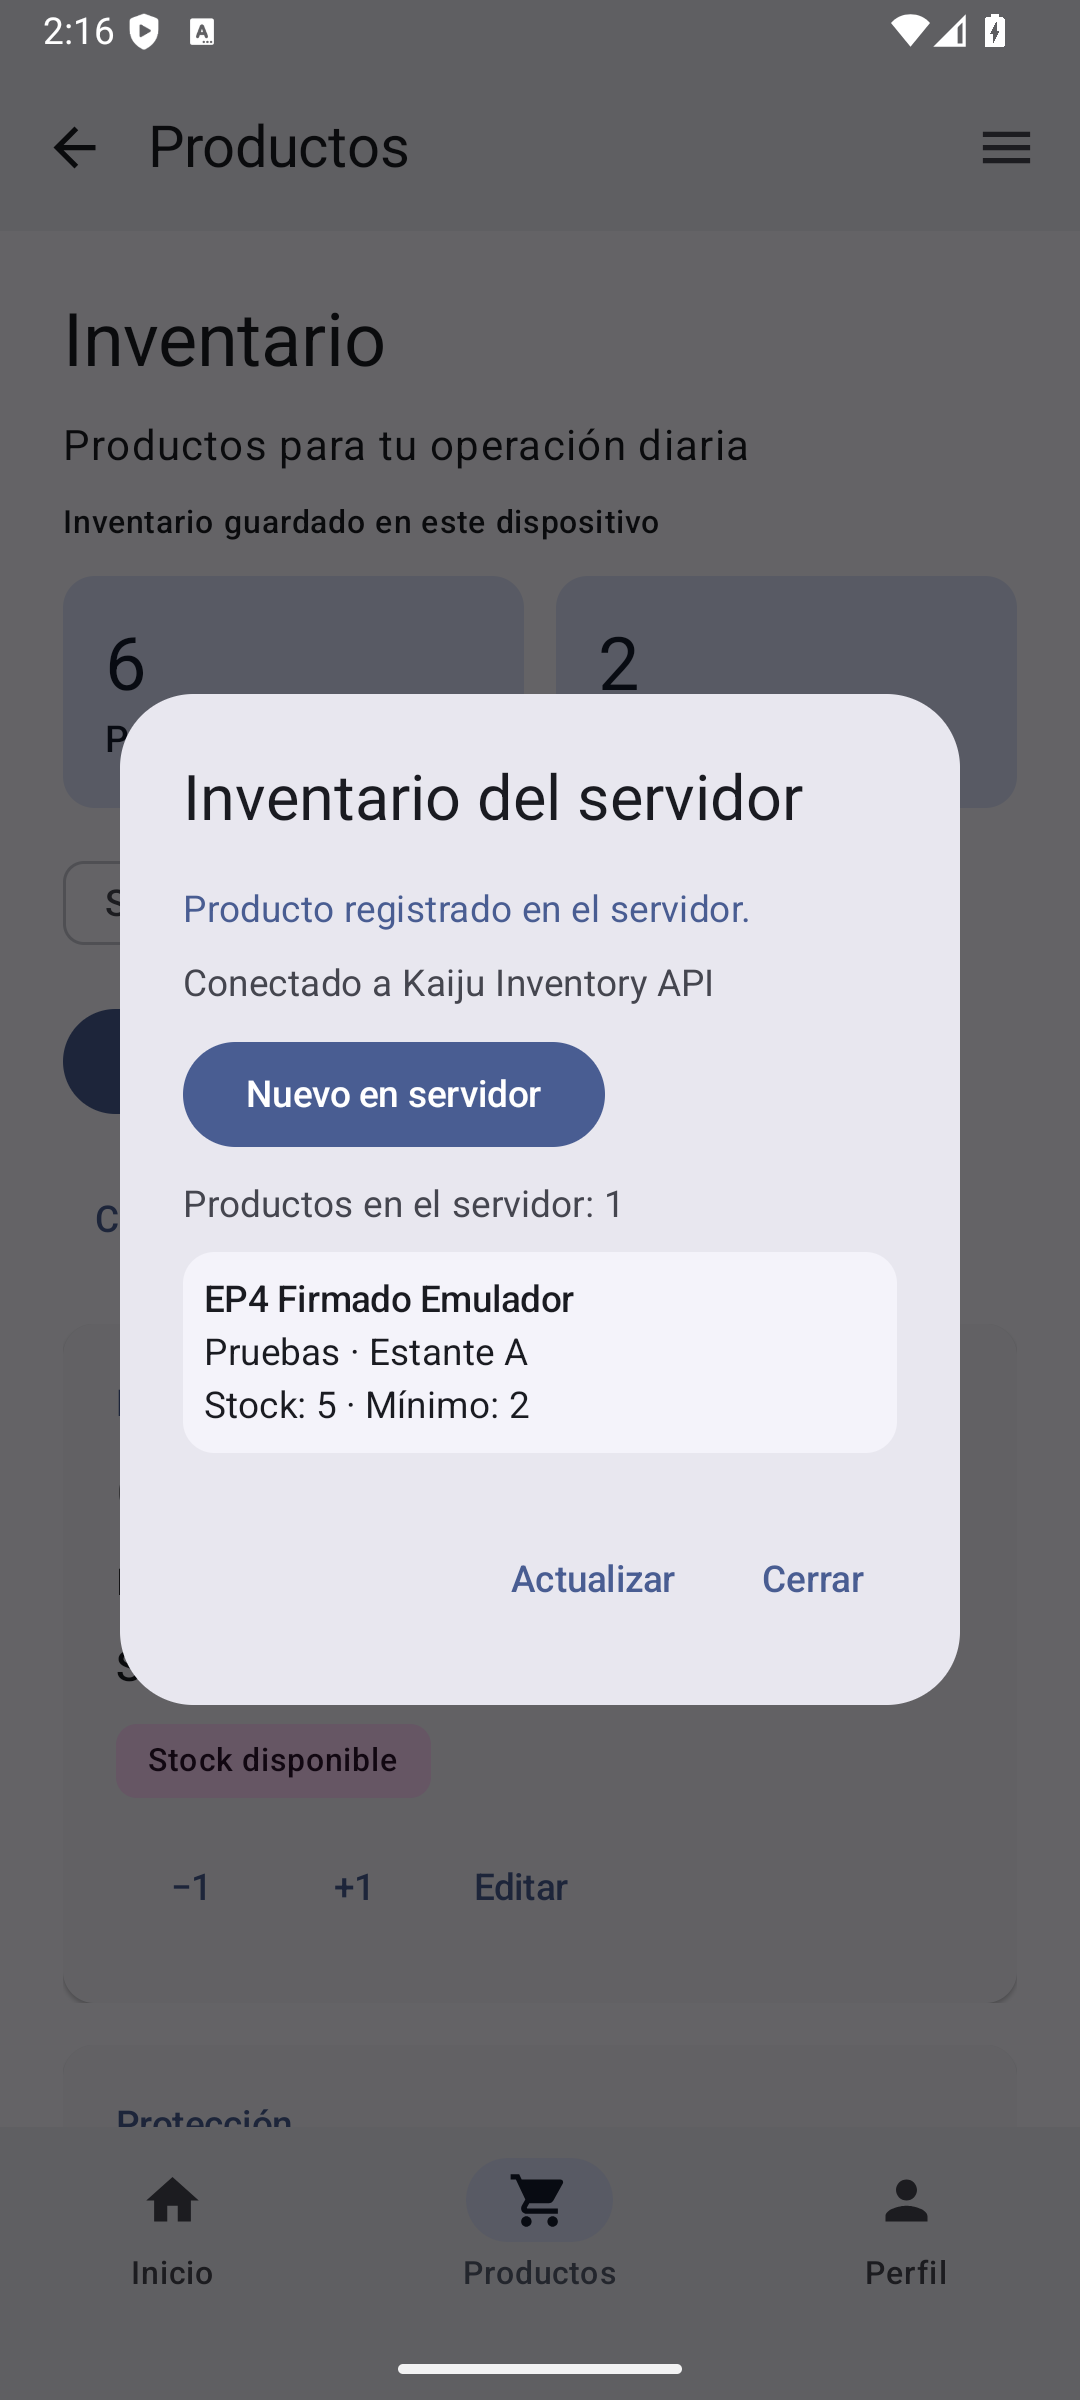 2:16
Productos
Inventario
Productos para tu operación diaria
Inventario guardado en este dispositivo
6
2
Inventario del servidor
Producto registrado en el servidor.
Conectado a Kaiju Inventory API
Nuevo en servidor
Productos en el servidor: 1
EP4 Firmado Emulador
Pruebas · Estante A
Stock: 5 · Mínimo: 2
Actualizar
Cerrar
Stock disponible
−1
+1
Editar
Protección
Inicio
Productos
Perfil